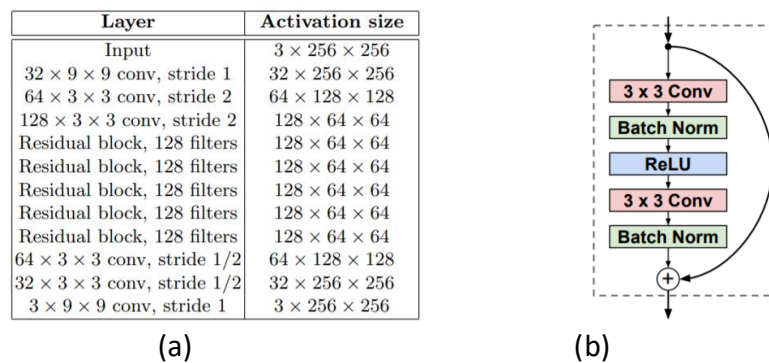 Layer Activation size
Input 3 × 256 × 256
32 × 9 × 9 conv, stride 1 32 × 256 × 256
64 × 3 × 3 conv, stride 2 64 × 128 × 128
128 × 3 × 3 conv, stride 2 128 × 64 × 64
Residual block, 128 filters 128 × 64 × 64
Residual block, 128 filters 128 × 64 × 64
Residual block, 128 filters 128 × 64 × 64
Residual block, 128 filters 128 × 64 × 64
Residual block, 128 filters 128 × 64 × 64
64 × 3 × 3 conv, stride 1/2 64 × 128 × 128
32 × 3 × 3 conv, stride 1/2 32 × 256 × 256
3 × 9 × 9 conv, stride 1 3 × 256 × 256
(a)
3 x 3 Conv
Batch Norm
ReLU
3 x 3 Conv
Batch Norm
+
(b)